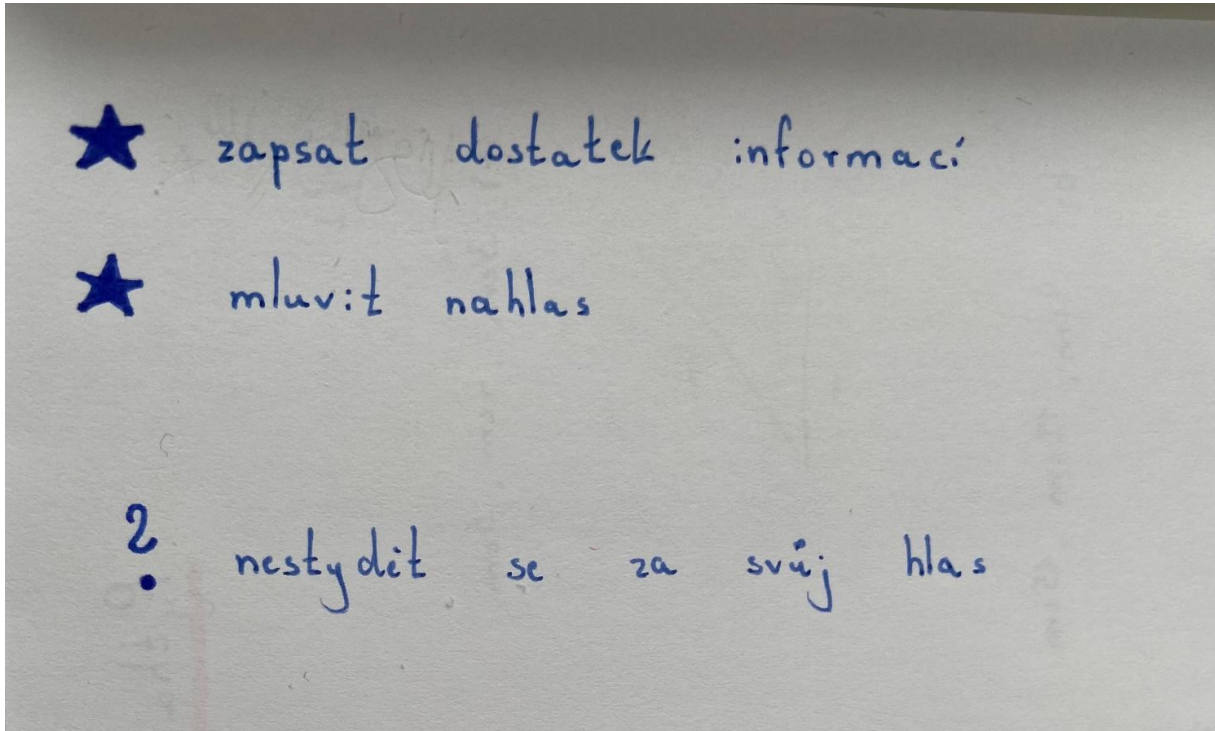 ★ zapsat dostatek informací
★ mluvit nahlas
? nestydět se za svůj hlas